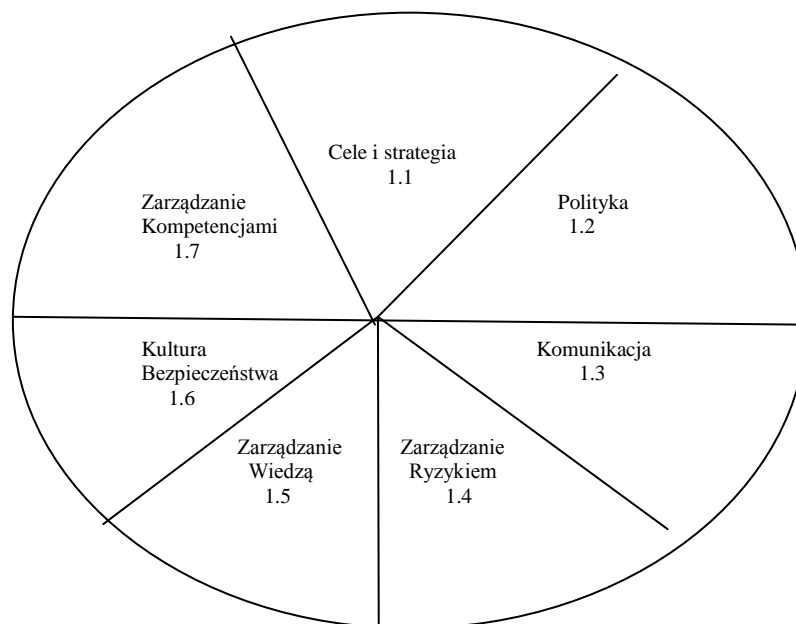 Cele i strategia
1.1
Polityka
1.2
Komunikacja
1.3
Zarządzanie
Ryzykiem
1.4
Zarządzanie
Wiedzą
1.5
Kultura
Bezpieczeństwa
1.6
Zarządzanie
Kompetencjami
1.7